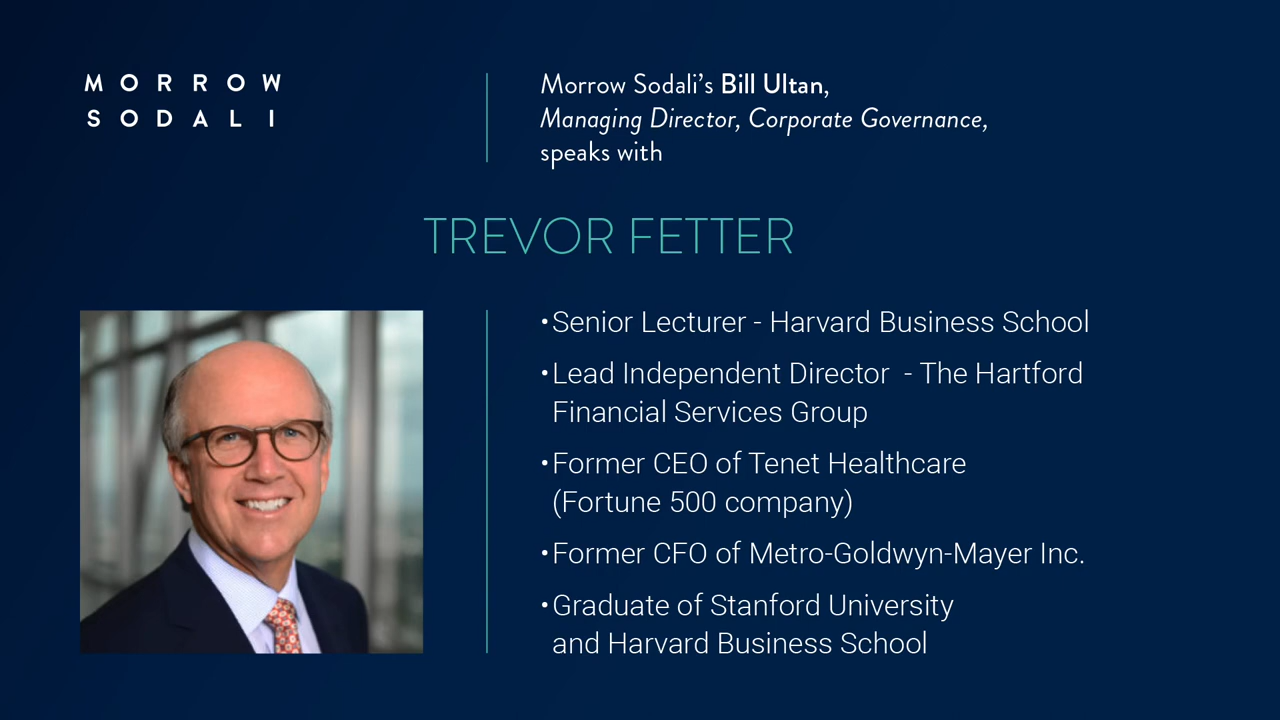 MORROW
SODALI
Morrow Sodali’s Bill Ultan,
Managing Director, Corporate Governance,
speaks with
TREVOR FETTER
•Senior Lecturer - Harvard Business School
•Lead Independent Director  - The Hartford
Financial Services Group
•Former CEO of Tenet Healthcare
(Fortune 500 company)
•Former CFO of Metro-Goldwyn-Mayer Inc.
•Graduate of Stanford University
and Harvard Business School